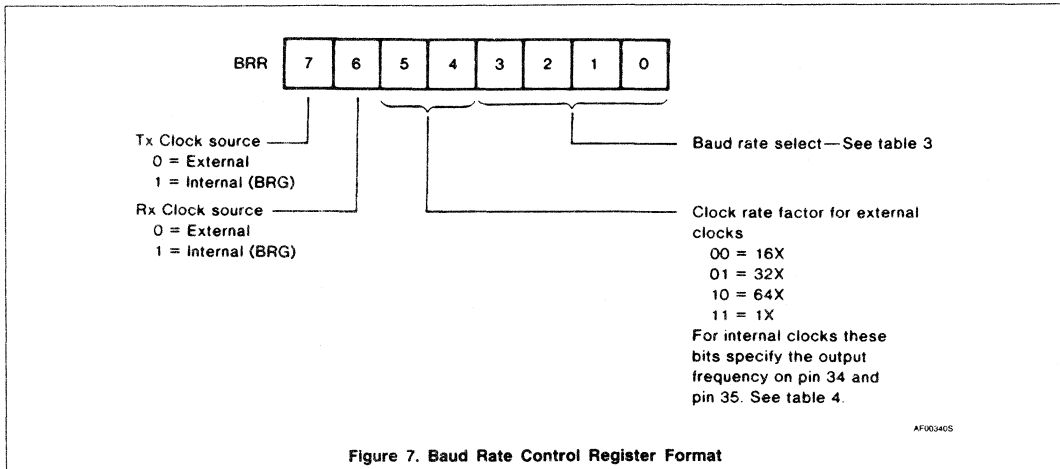 BRR 7 6 5 4 3 2 1 0
Tx Clock source
0 = External
1 = Internal (BRG)
Rx Clock source
0 = External
1 = Internal (BRG)
Baud rate select—See table 3
Clock rate factor for external
clocks
00 = 16X
01 = 32X
10 = 64X
11 = 1X
For internal clocks these
bits specify the output
frequency on pin 34 and
pin 35. See table 4.
AF00340S
Figure 7. Baud Rate Control Register Format